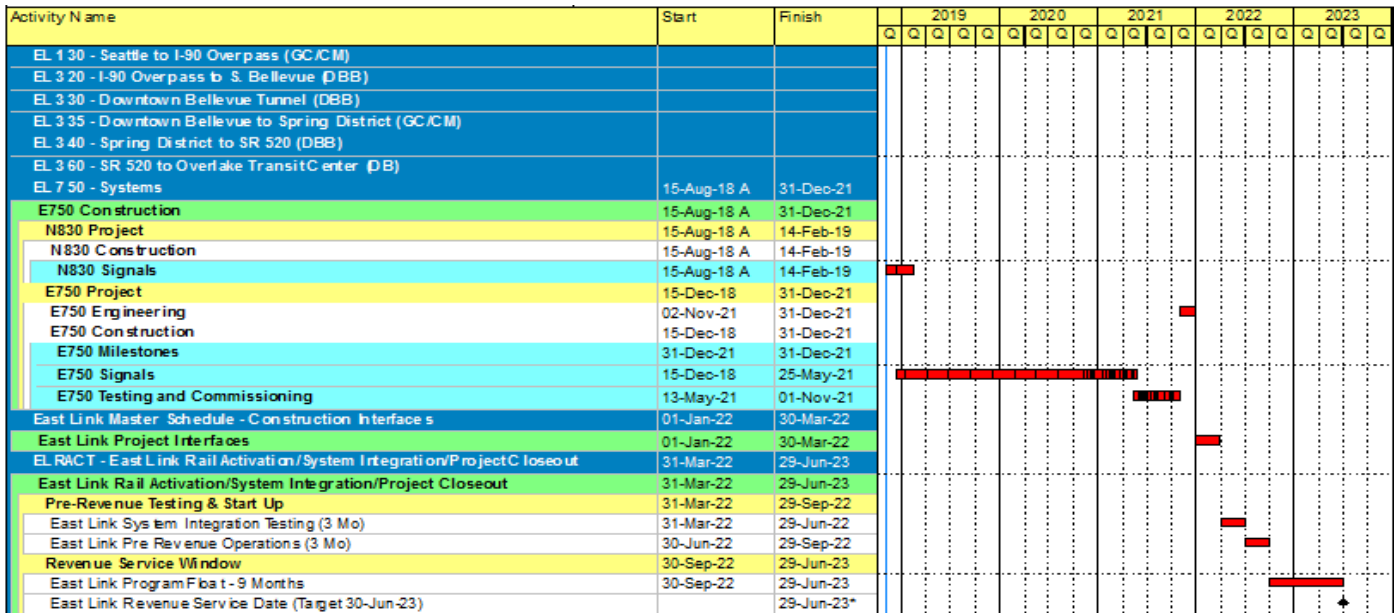 Activity Name Start Finish 2019 2020 2021 2022 2023
Q Q Q Q Q Q Q Q Q Q Q Q Q Q Q Q Q Q Q Q Q
EL 130 - Seattle to I-90 Overpass (GC/CM)
EL 320 - I-90 Overpass to S. Bellevue (DBB)
EL 330 - Downtown Bellevue Tunnel (DBB)
EL 335 - Downtown Bellevue to Spring District (GC/CM)
EL 340 - Spring District to SR 520 (DBB)
EL 360 - SR 520 to Overlake Transit Center (DB)
EL 750 - Systems 15-Aug-18 A 31-Dec-21
E750 Construction 15-Aug-18 A 31-Dec-21
N830 Project 15-Aug-18 A 14-Feb-19
N830 Construction 15-Aug-18 A 14-Feb-19
N830 Signals 15-Aug-18 A 14-Feb-19
E750 Project 15-Dec-18 31-Dec-21
E750 Engineering 02-Nov-21 31-Dec-21
E750 Construction 15-Dec-18 31-Dec-21
E750 Milestones 31-Dec-21 31-Dec-21
E750 Signals 15-Dec-18 25-May-21
E750 Testing and Commissioning 13-May-21 01-Nov-21
East Link Master Schedule - Construction Interfaces 01-Jan-22 30-Mar-22
East Link Project Interfaces 01-Jan-22 30-Mar-22
EL RACT - East Link Rail Activation/System Integration/Project Closeout 31-Mar-22 29-Jun-23
East Link Rail Activation/System Integration/Project Closeout 31-Mar-22 29-Jun-23
Pre-Revenue Testing & Start Up 31-Mar-22 29-Sep-22
East Link System Integration Testing (3 Mo) 31-Mar-22 29-Jun-22
East Link Pre Revenue Operations (3 Mo) 30-Jun-22 29-Sep-22
Revenue Service Window 30-Sep-22 29-Jun-23
East Link Program Float - 9 Months 30-Sep-22 29-Jun-23
East Link Revenue Service Date (Target 30-Jun-23) 29-Jun-23*